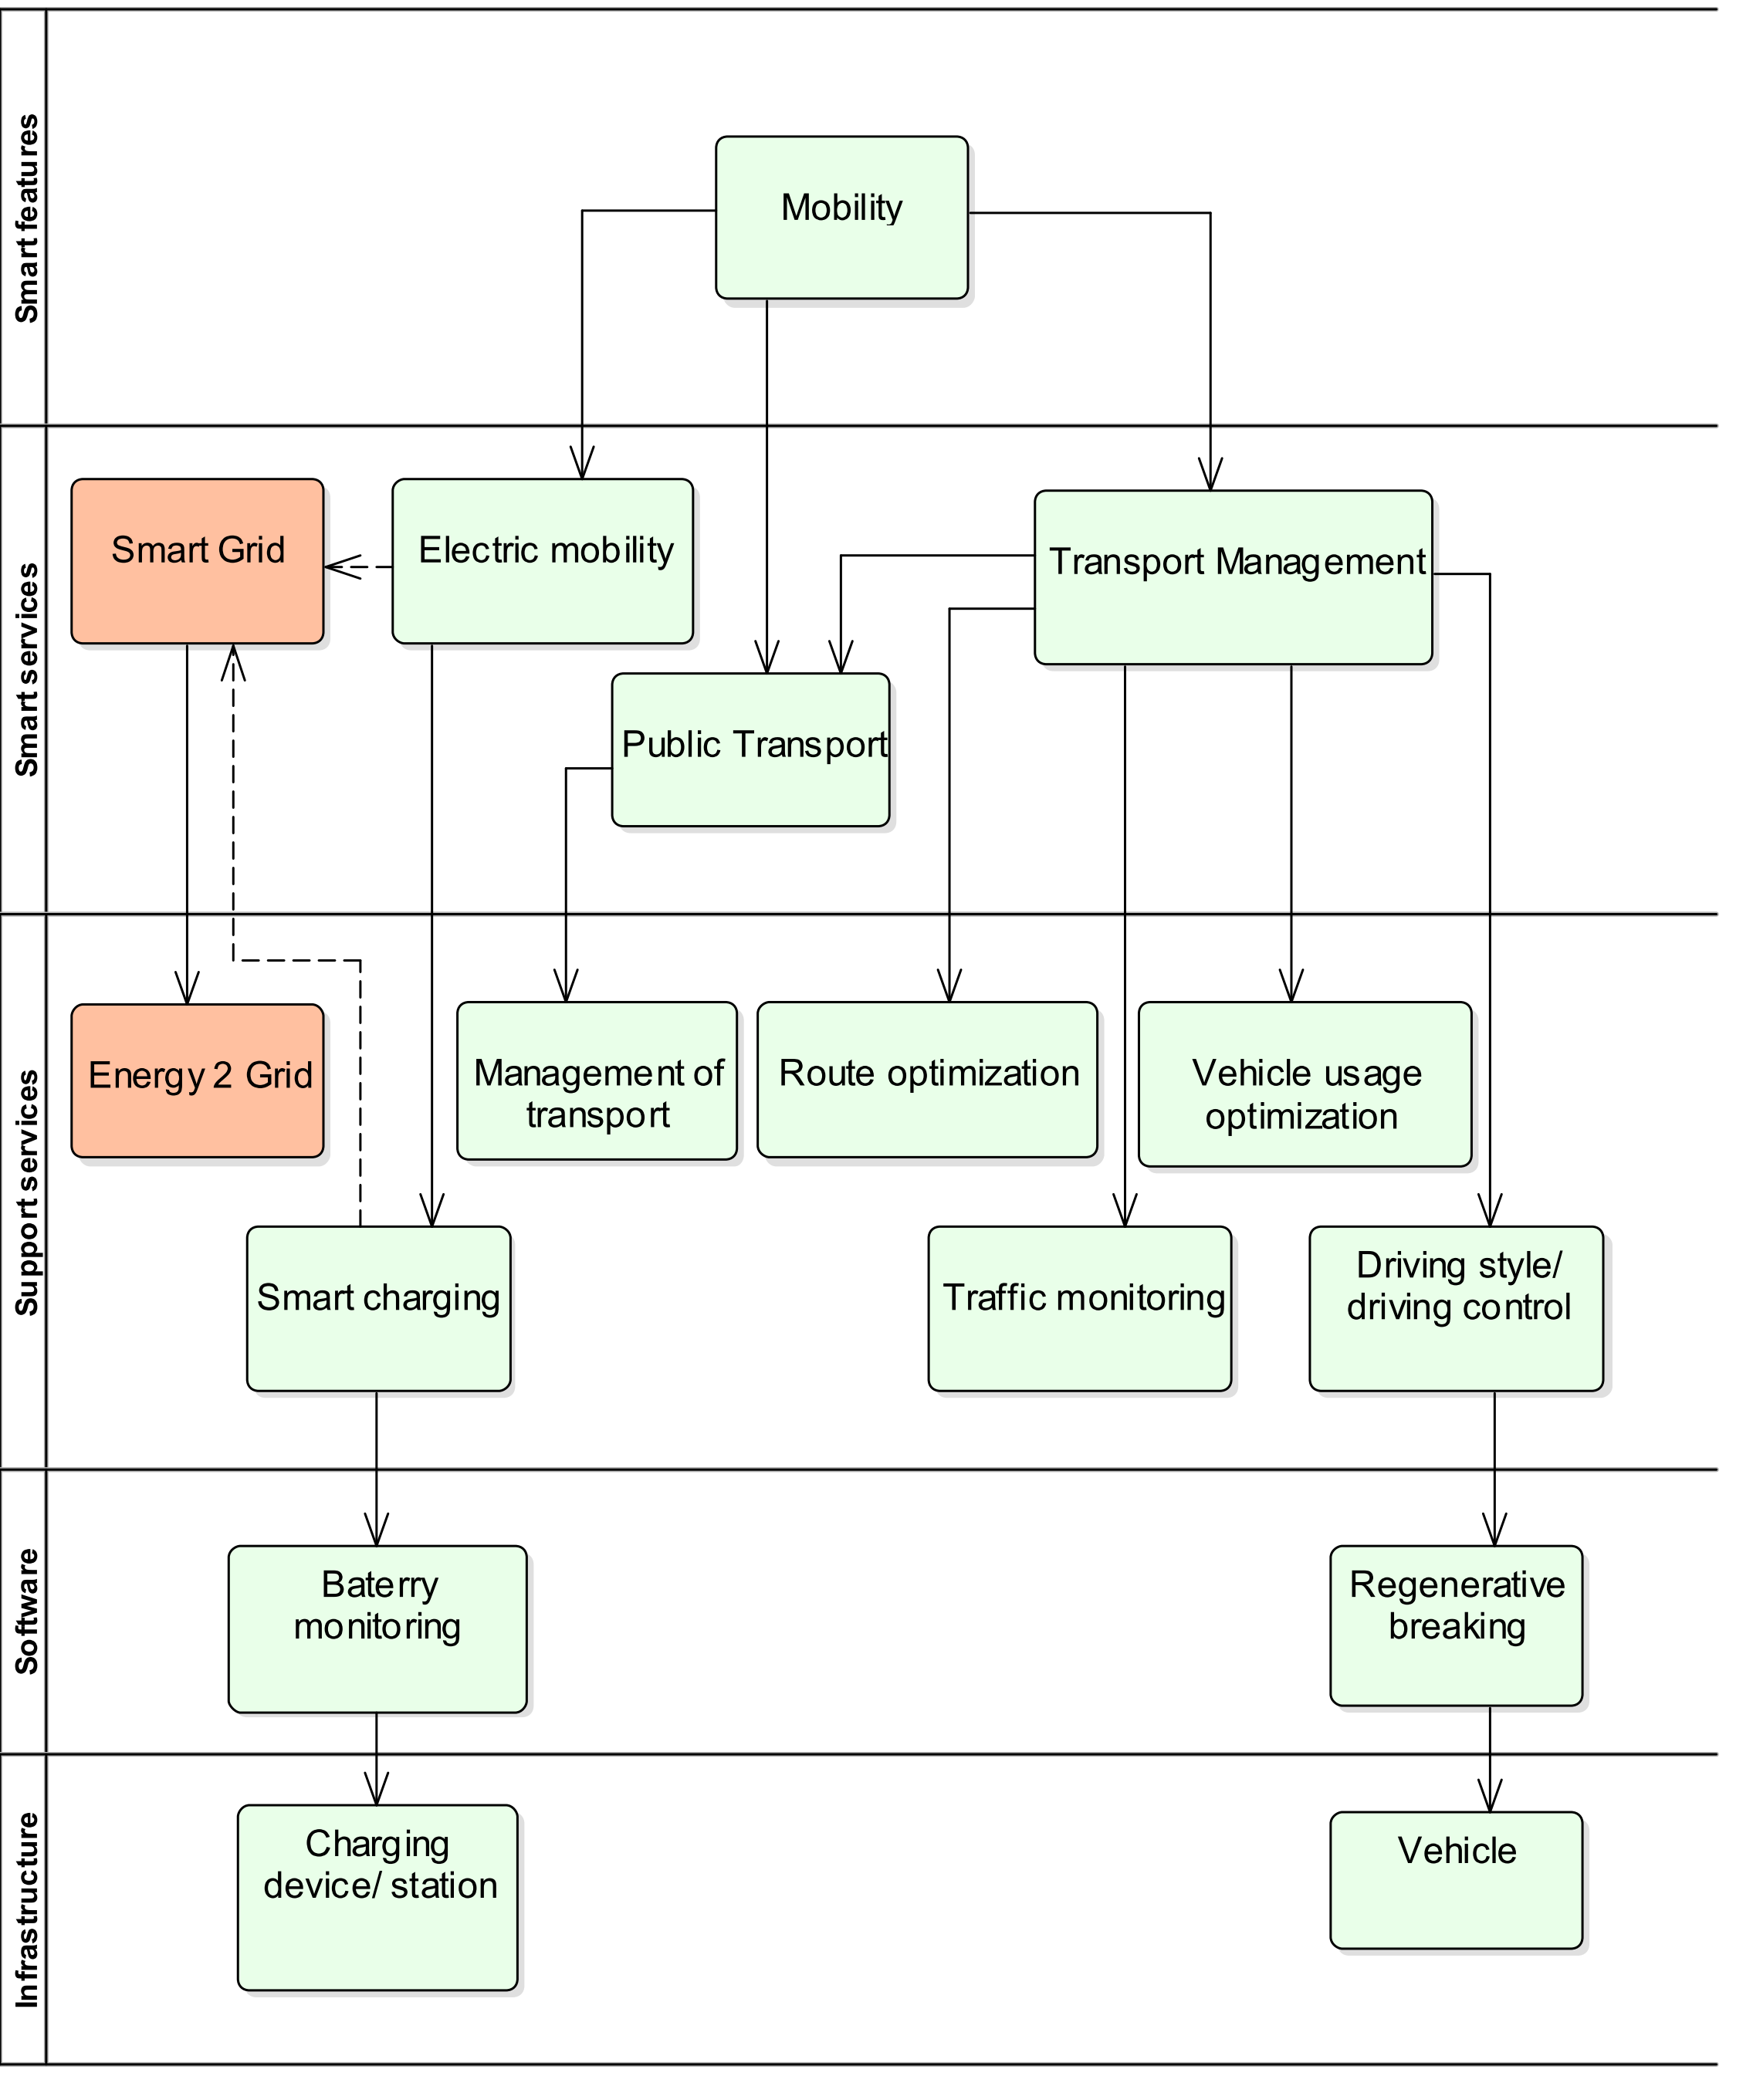 Smart features
Mobility
Smart services
Smart Grid
Electric mobility
Transport Management
Public Transport
Support services
Energy 2 Grid
Management of
transport
Route optimization
Vehicle usage
optimization
Smart charging
Traffic monitoring
Driving style/
driving control
Software
Baterry
monitoring
Regenerative
breaking
Infrastructure
Charging
device/ station
Vehicle